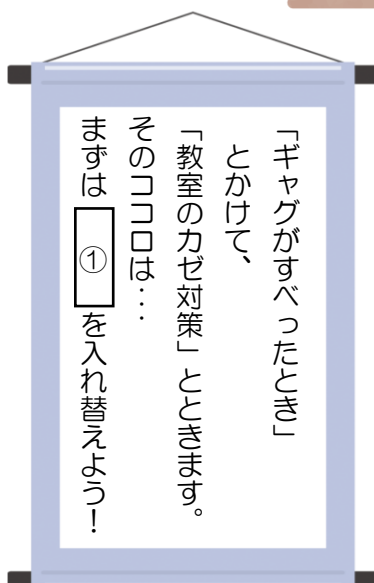 「ギャグがすべったとき」
とかけて、
「教室のカゼ対策」とときます。
そのココロは…
まずは ① を入れ替えよう！